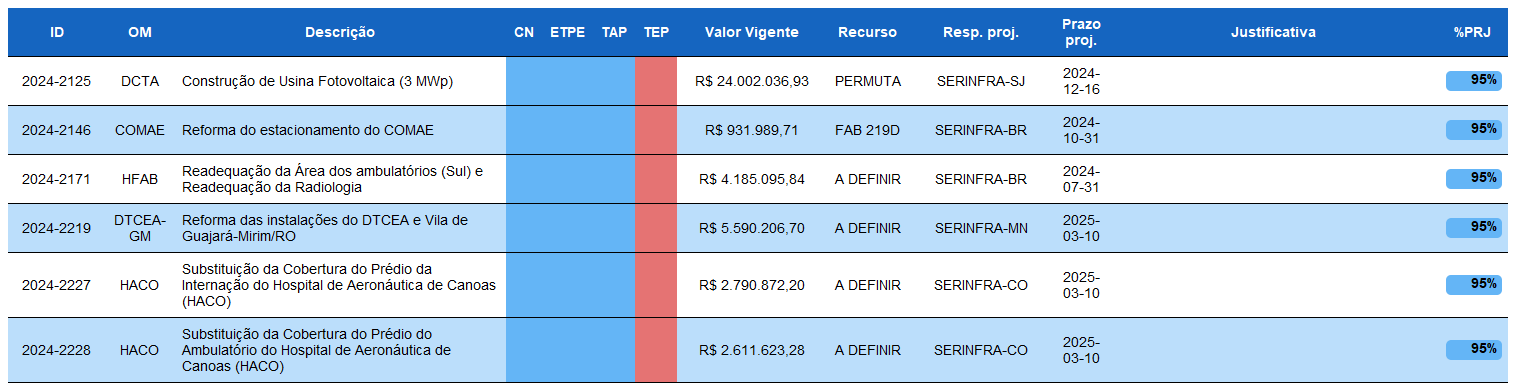 ID OM Descrição CN ETPE TAP TEP Valor Vigente Recurso Resp. proj. Prazo proj. Justificativa %PRJ
2024-2125 DCTA Construção de Usina Fotovoltaica (3 MWp) R$ 24.002.036,93 PERMUTA SERINFRA-SJ 2024-12-16 95%
2024-2146 COMAE Reforma do estacionamento do COMAE R$ 931.989,71 FAB 219D SERINFRA-BR 2024-10-31 95%
2024-2171 HFAB Readequação da Área dos ambulatórios (Sul) e Readequação da Radiologia R$ 4.185.095,84 A DEFINIR SERINFRA-BR 2024-07-31 95%
2024-2219 DTCEA-GM Reforma das instalações do DTCEA e Vila de Guajará-Mirim/RO R$ 5.590.206,70 A DEFINIR SERINFRA-MN 2025-03-10 95%
2024-2227 HACO Substituição da Cobertura do Prédio da Internação do Hospital de Aeronáutica de Canoas (HACO) R$ 2.790.872,20 A DEFINIR SERINFRA-CO 2025-03-10 95%
2024-2228 HACO Substituição da Cobertura do Prédio do Ambulatório do Hospital de Aeronáutica de Canoas (HACO) R$ 2.611.623,28 A DEFINIR SERINFRA-CO 2025-03-10 95%